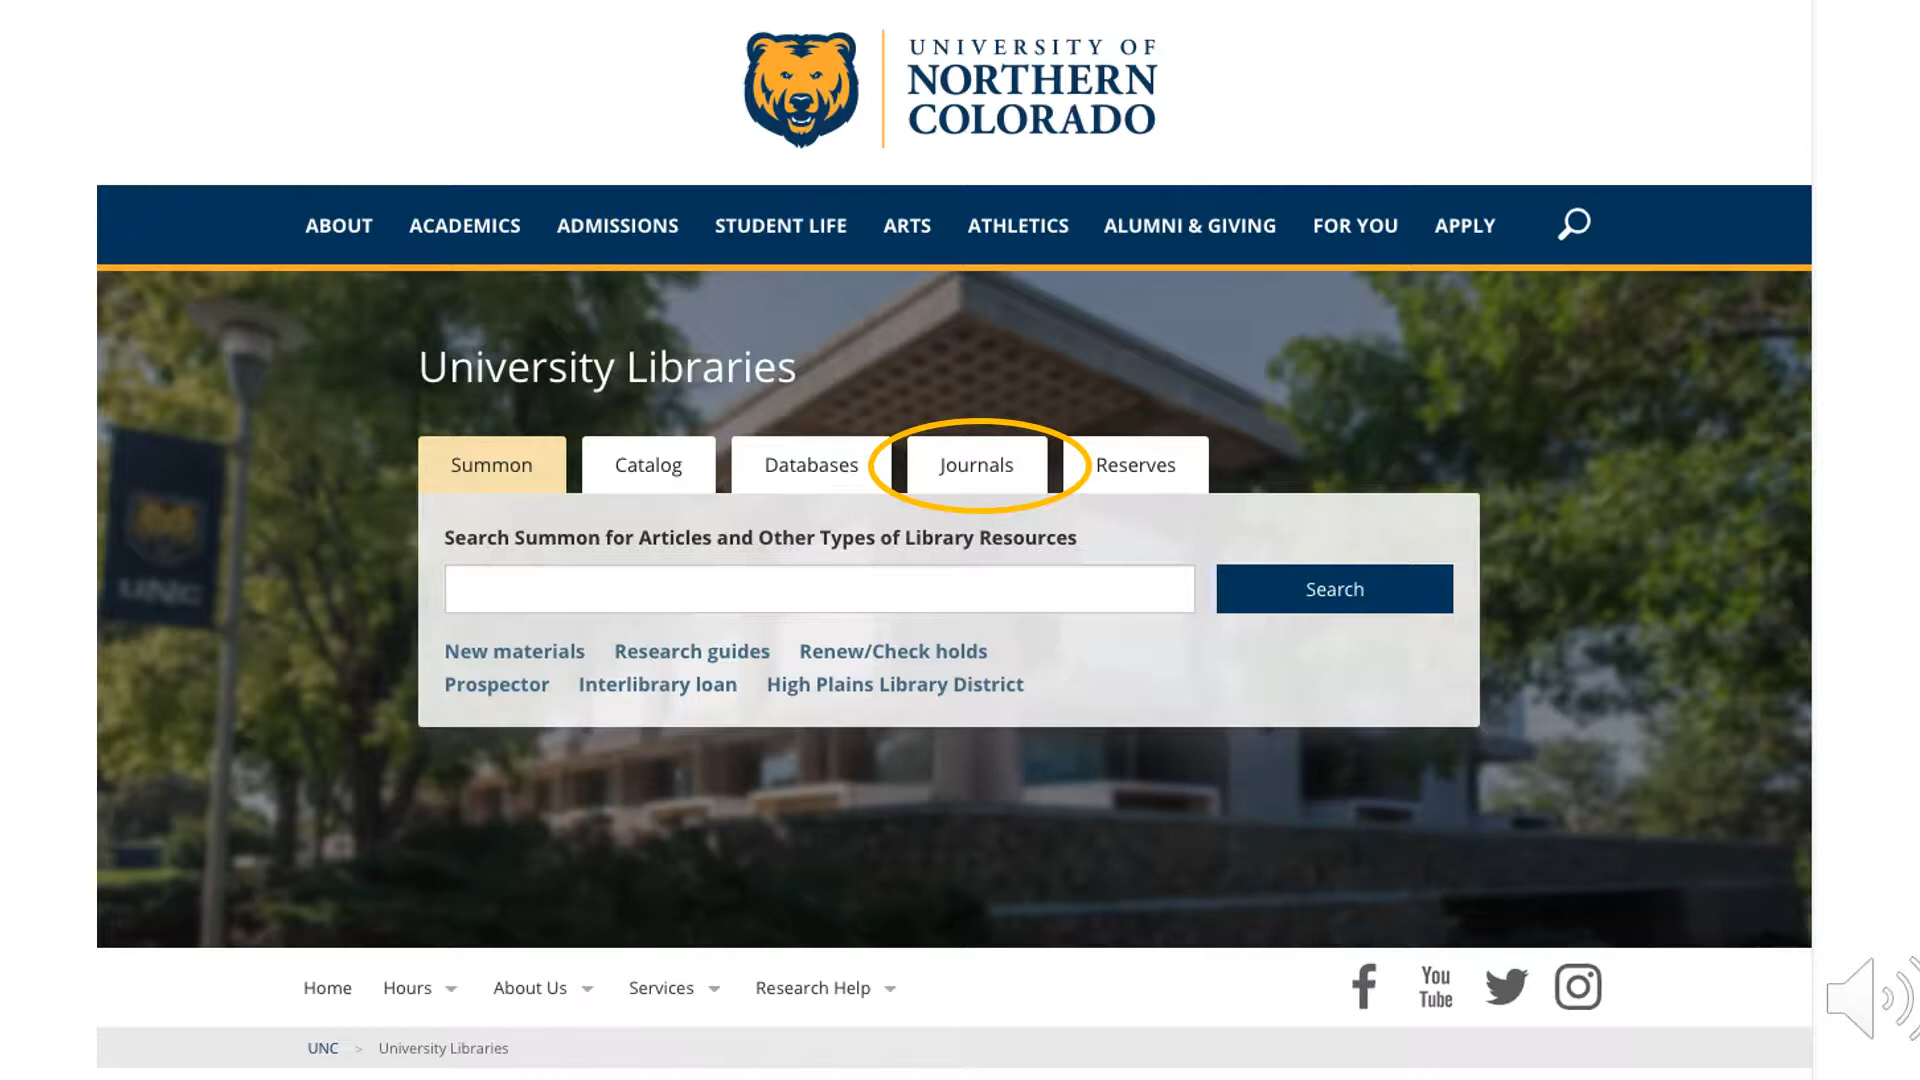 UNIVERSITY OF
NORTHERN
COLORADO
ABOUT ACADEMICS ADMISSIONS STUDENT LIFE ARTS ATHLETICS ALUMNI & GIVING FOR YOU APPLY
University Libraries
Summon Catalog Databases Journals Reserves
Search Summon for Articles and Other Types of Library Resources
Search
New materials Research guides Renew/Check holds
Prospector Interlibrary loan High Plains Library District
UNC
Home Hours About Us Services Research Help
You
Tube
UNC > University Libraries